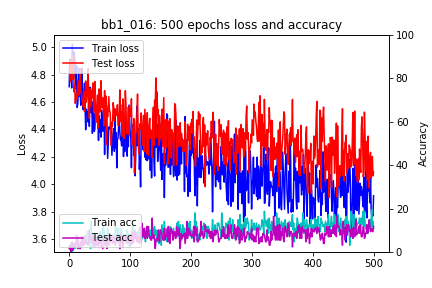 bb1_016: 500 epochs loss and accuracy
Train loss
Test loss
Train acc
Test acc
Loss
5.0
4.8
4.6
4.4
4.2
4.0
3.8
3.6
Accuracy
100
80
60
40
20
0
0
100
200
300
400
500